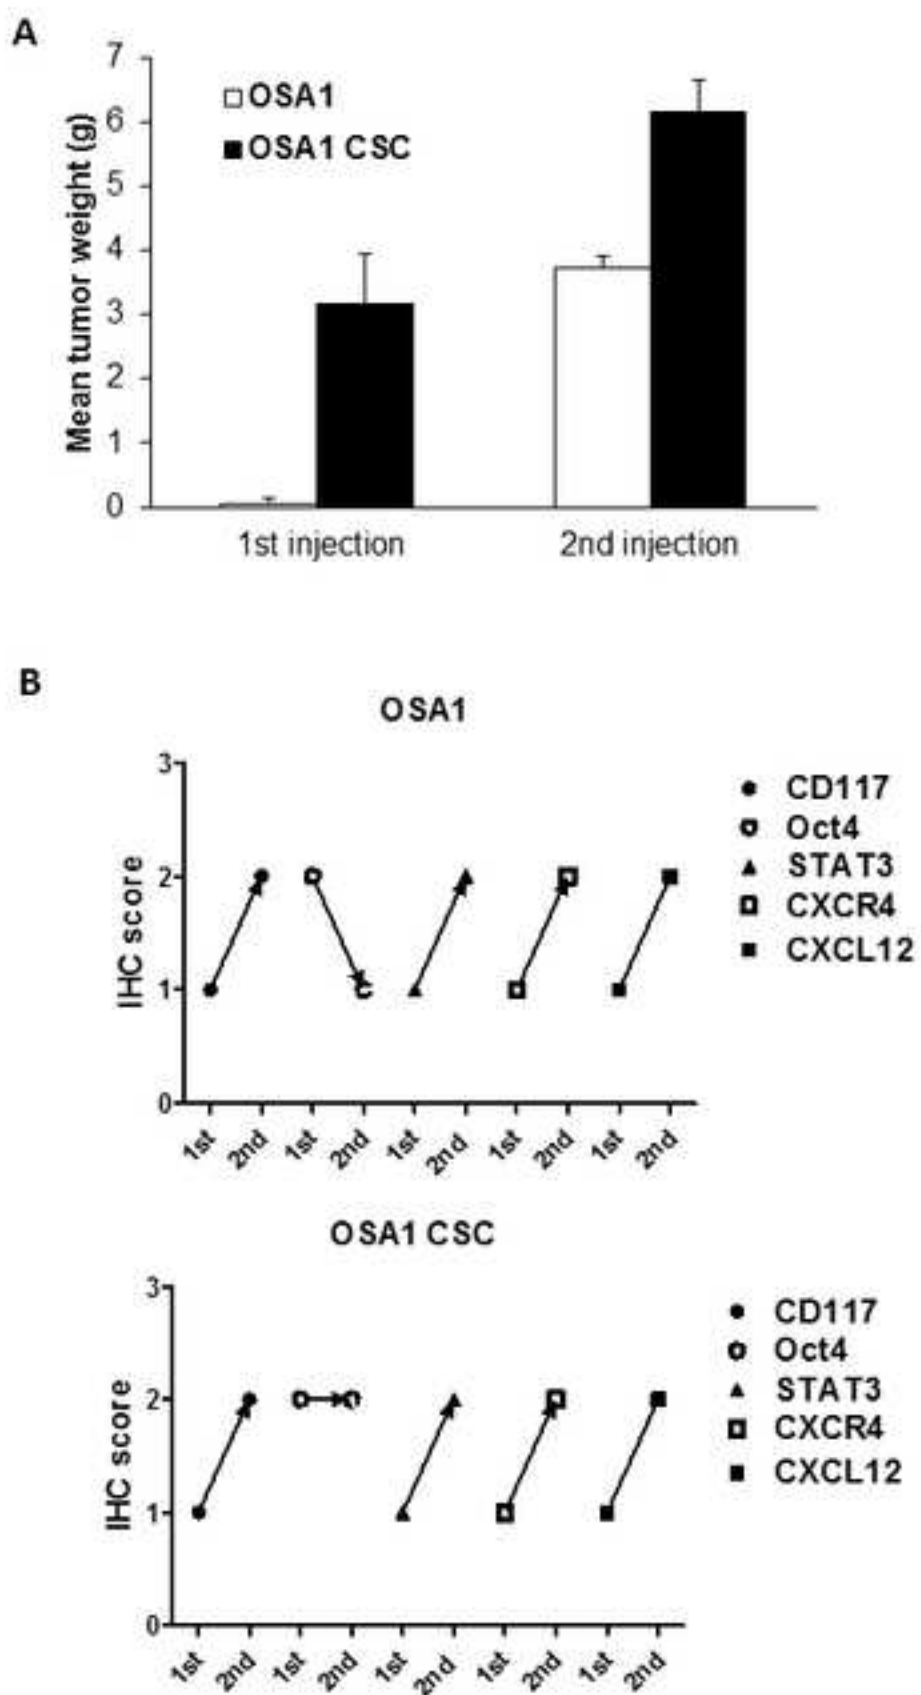 A
7
6
5
4
3
2
1
0
Mean tumor weight (g)
OSA1
OSA1 CSC
1st injection
2nd injection
B
OSA1
3
2
1
0
IHC score
CD117
Oct4
STAT3
CXCR4
CXCL12
1st 2nd 1st 2nd 1st 2nd 1st 2nd 1st 2nd
OSA1 CSC
3
2
1
0
IHC score
CD117
Oct4
STAT3
CXCR4
CXCL12
1st 2nd 1st 2nd 1st 2nd 1st 2nd 1st 2nd